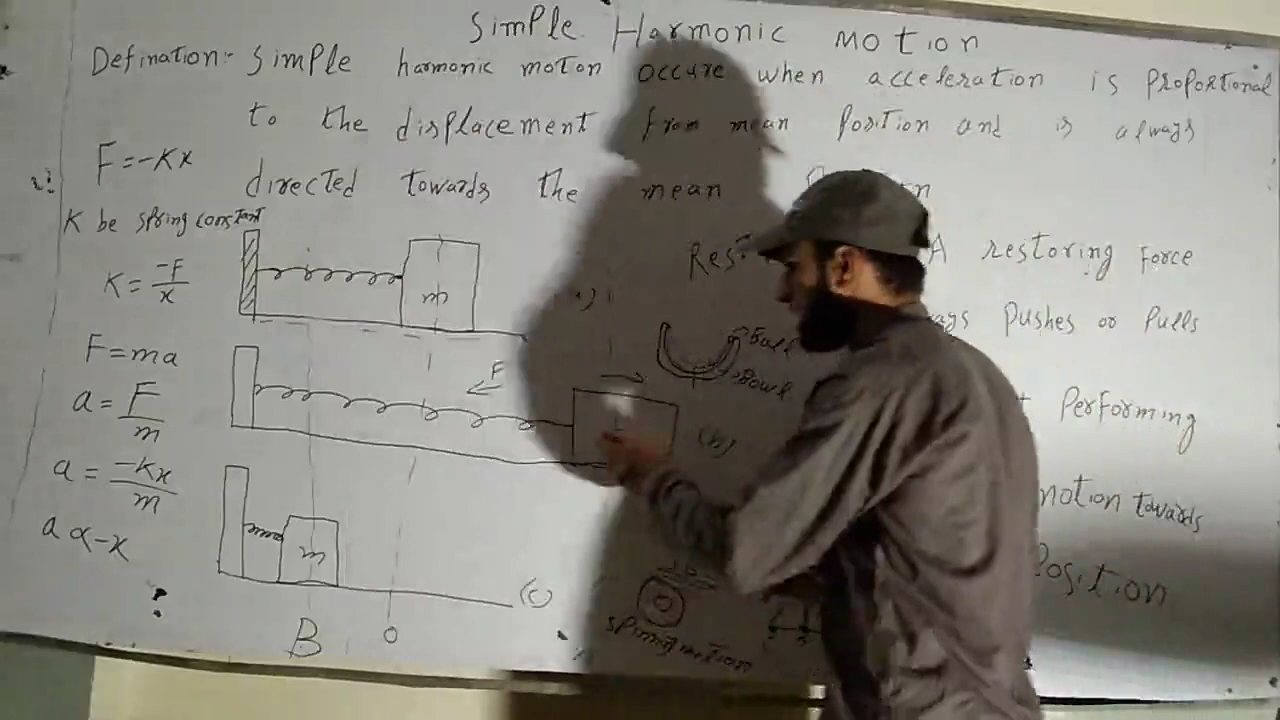 Simple Harmonic motion
Defination:- Simple harmonic moton occure when acceleration is proportional
to the displacement from mean Position and is always
directed towards the mean
F=-Kx
K be spring constant
K=-F/x
F=ma
a=F/m
a=-Kx/m
a∝-x
m
F
(b)
m
(c)
B
o
A restoring Force
Pushes or Pulls
Ball
Bowl
Performing
motion towards
Position
Spinning motion